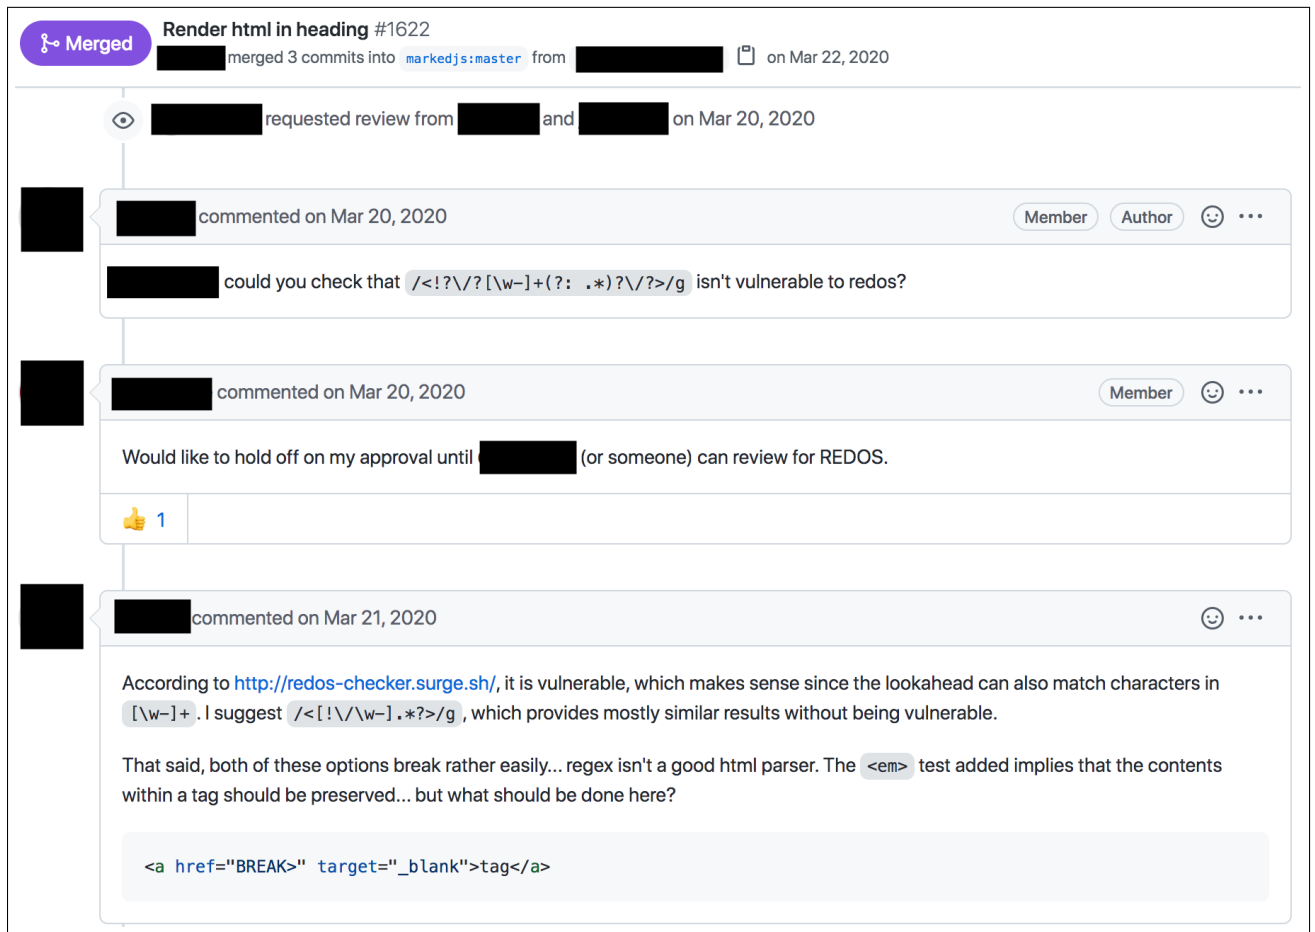 Merged
Render html in heading #1622
merged 3 commits into markedjs:master from on Mar 22, 2020
requested review from and on Mar 20, 2020
commented on Mar 20, 2020 Member Author
could you check that /<!?\/?[\w-]+(?: .*)?\/?>/g isn't vulnerable to redos?
commented on Mar 20, 2020 Member
Would like to hold off on my approval until (or someone) can review for REDOS.
👍 1
commented on Mar 21, 2020
According to http://redos-checker.surge.sh/, it is vulnerable, which makes sense since the lookahead can also match characters in
[\w-]+ . I suggest /<[!\/\w-].*?>/g , which provides mostly similar results without being vulnerable.
That said, both of these options break rather easily... regex isn't a good html parser. The <em> test added implies that the contents
within a tag should be preserved... but what should be done here?
<a href="BREAK>" target="_blank">tag</a>